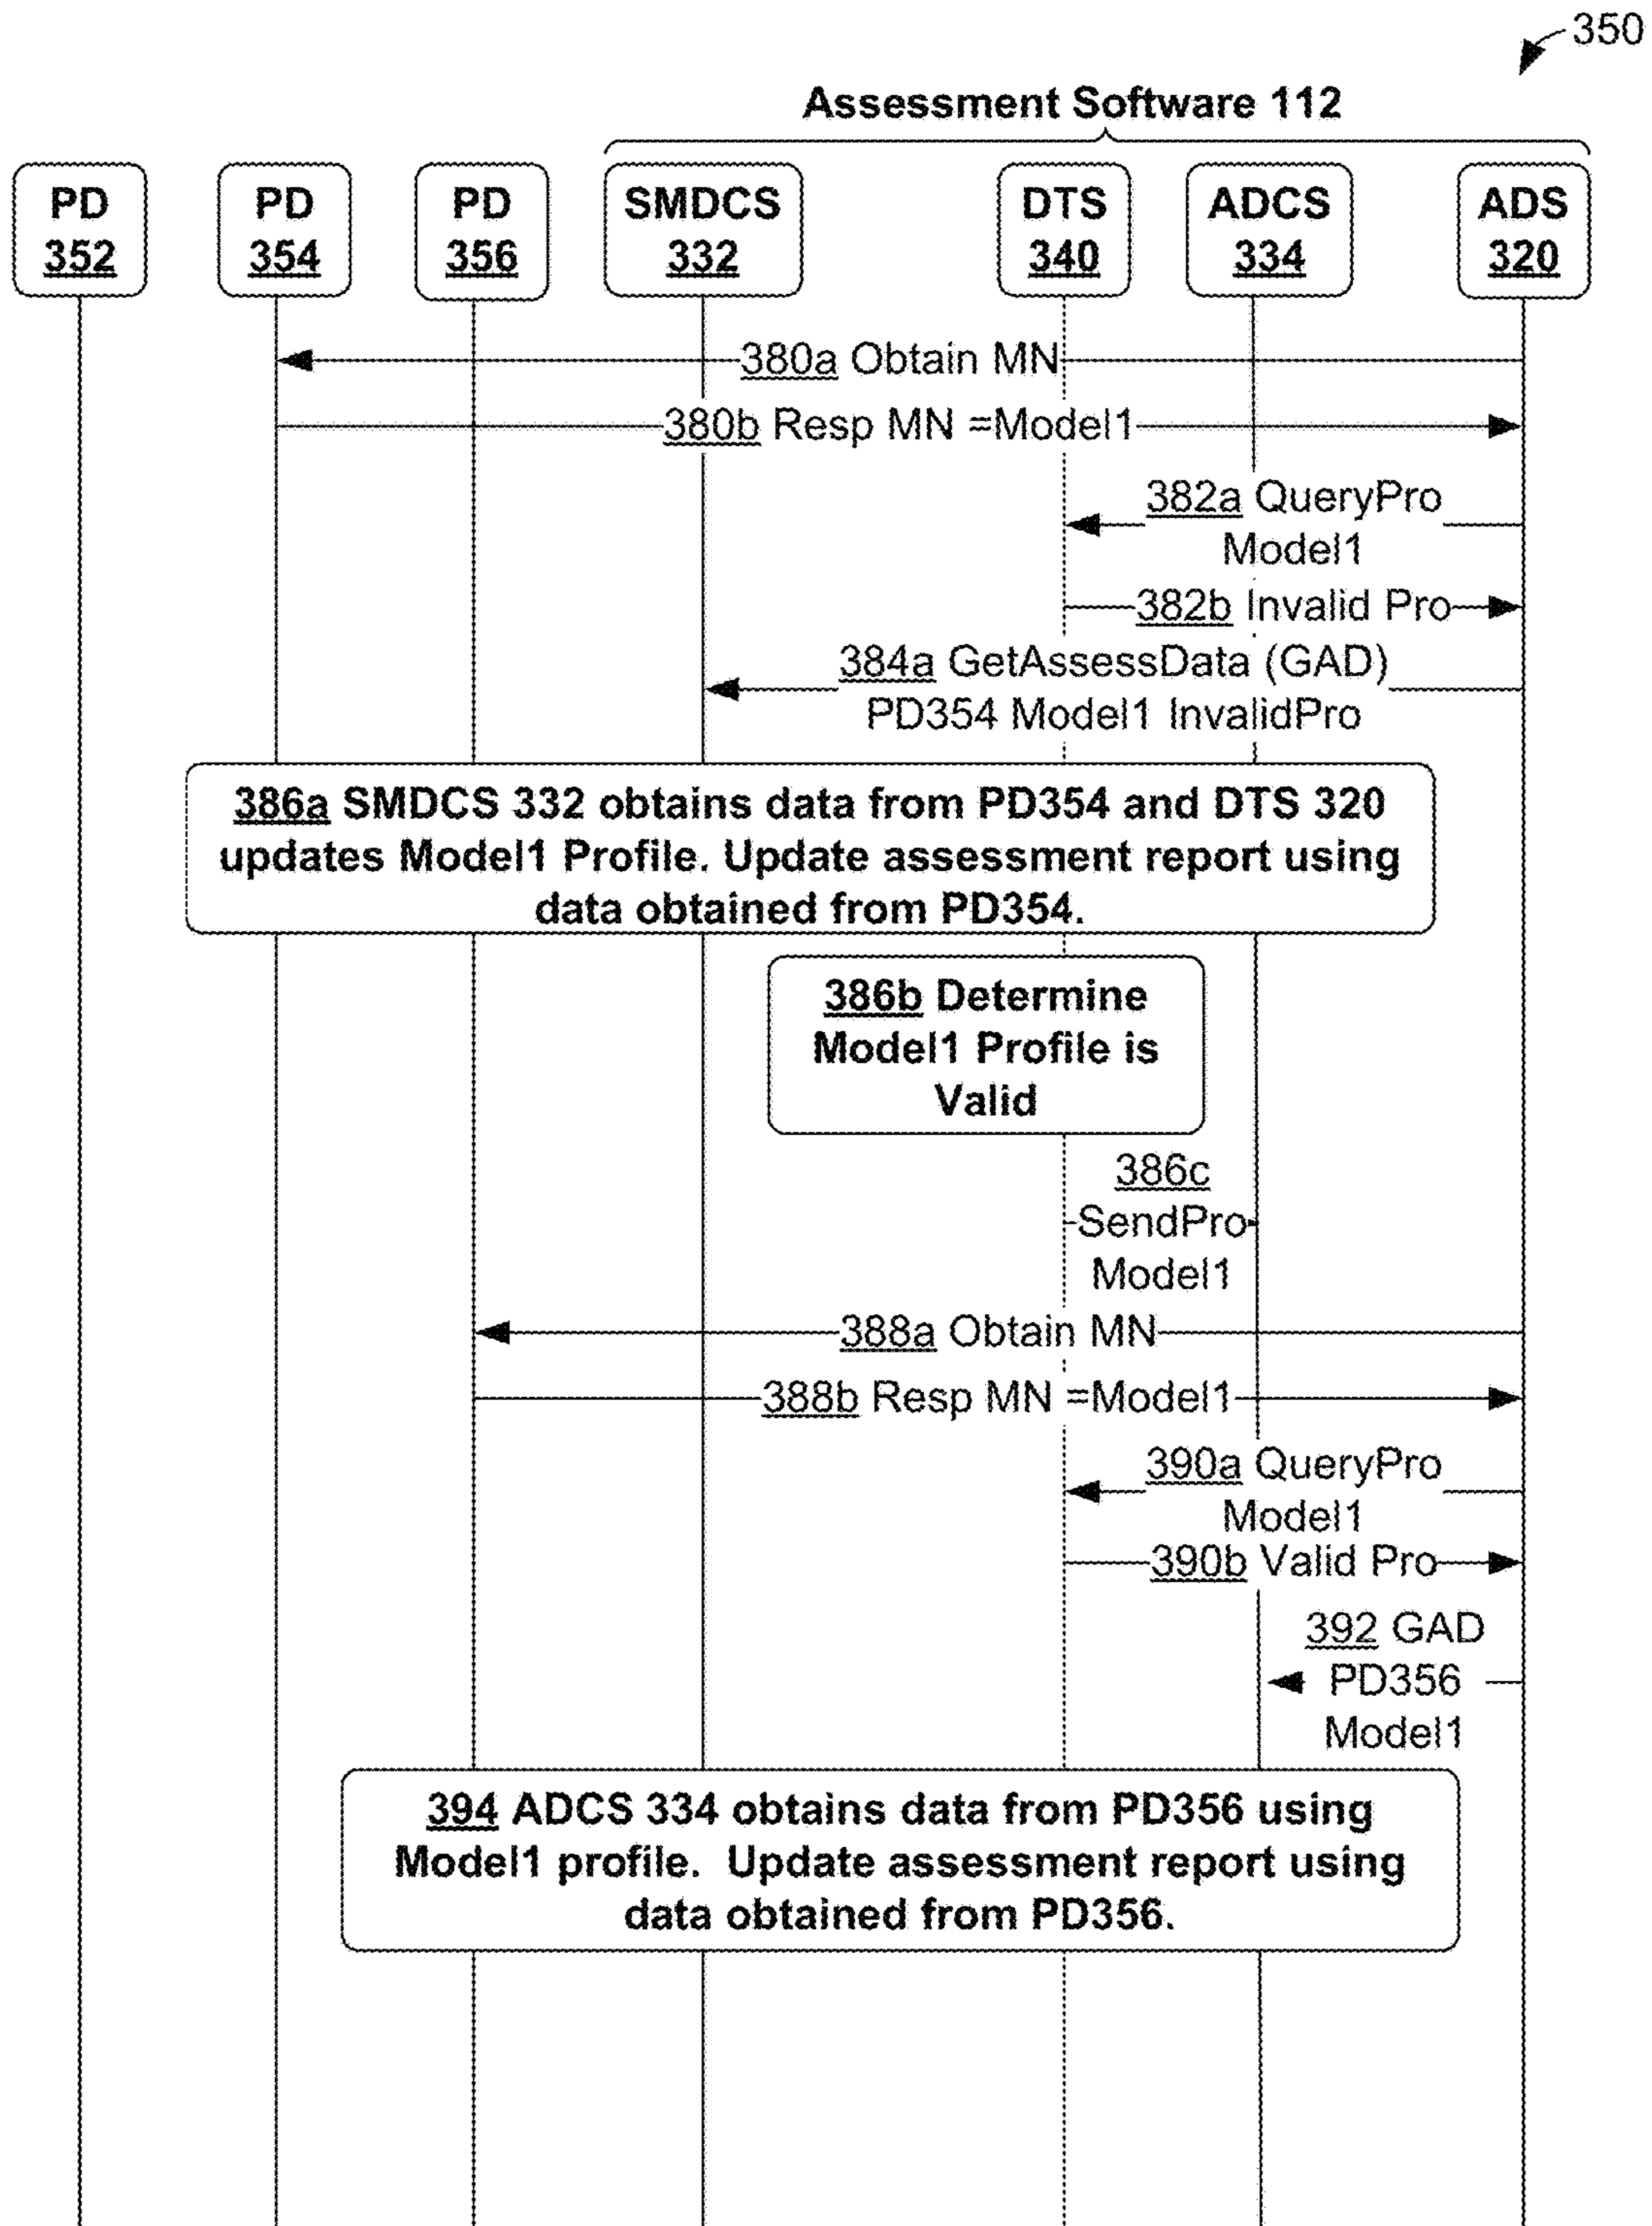 350
Assessment Software 112
PD
352
PD
354
PD
356
SMDCS
332
DTS
340
ADCS
334
ADS
320
380a Obtain MN
380b Resp MN =Model1
382a QueryPro
Model1
382b Invalid Pro
384a GetAssessData (GAD)
PD354 Model1 InvalidPro
386a SMDCS 332 obtains data from PD354 and DTS 320
updates Model1 Profile. Update assessment report using
data obtained from PD354.
386b Determine
Model1 Profile is
Valid
386c
SendPro
Model1
388a Obtain MN
388b Resp MN =Model1
390a QueryPro
Model1
390b Valid Pro
392 GAD
PD356
Model1
394 ADCS 334 obtains data from PD356 using
Model1 profile. Update assessment report using
data obtained from PD356.